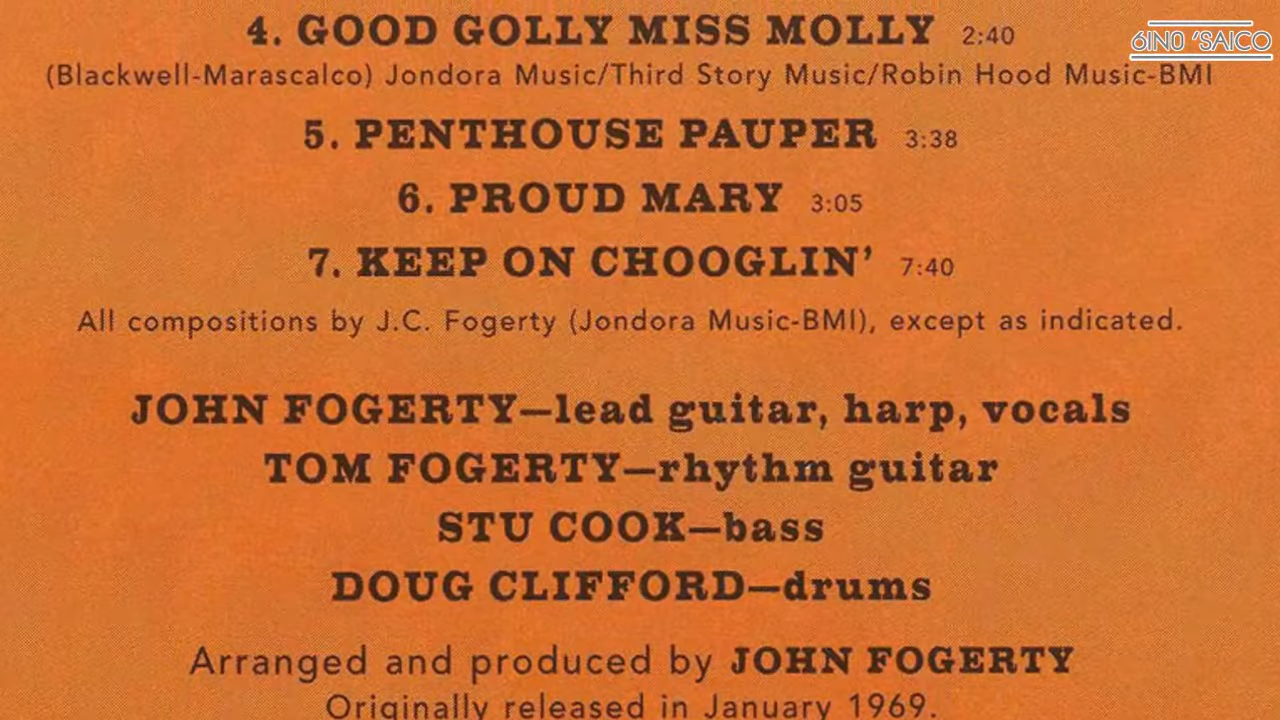 4. GOOD GOLLY MISS MOLLY 2:40
6IN0 'SAICO
(Blackwell-Marascalco) Jondora Music/Third Story Music/Robin Hood Music-BMI
5. PENTHOUSE PAUPER 3:38
6. PROUD MARY 3:05
7. KEEP ON CHOOGLIN' 7:40
All compositions by J.C. Fogerty (Jondora Music-BMI), except as indicated.
JOHN FOGERTY—lead guitar, harp, vocals
TOM FOGERTY—rhythm guitar
STU COOK—bass
DOUG CLIFFORD—drums
Arranged and produced by JOHN FOGERTY
Originally released in January 1969.